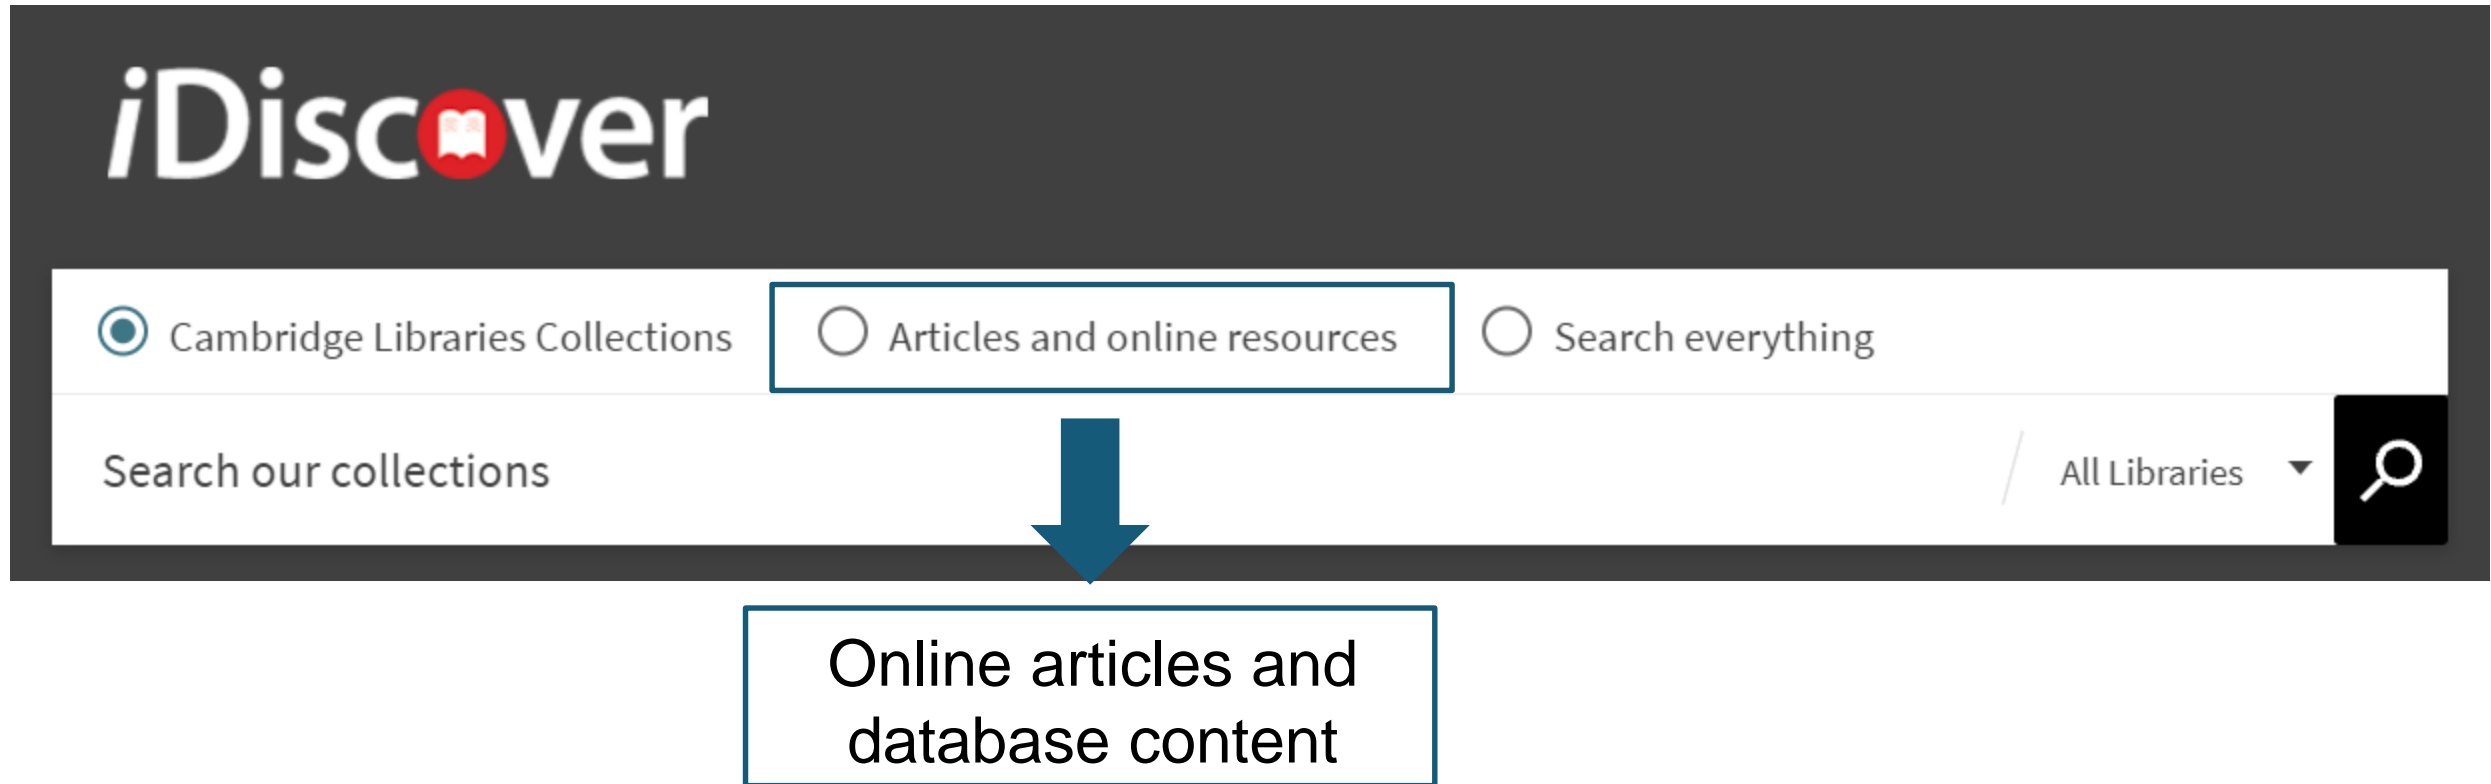 iDiscover
Cambridge Libraries Collections Articles and online resources Search everything
Search our collections All Libraries
Online articles and
database content